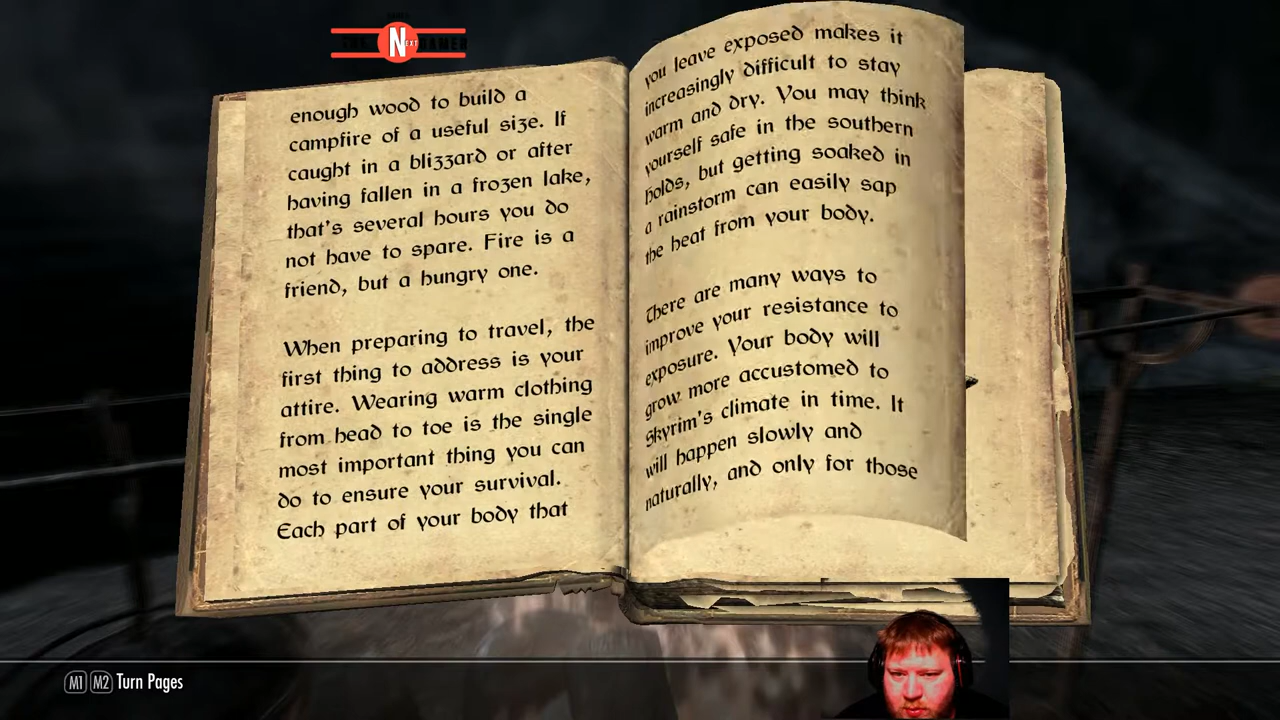 N
EXT
GAMER
enough wood to build a
campfire of a useful size. If
caught in a blizzard or after
having fallen in a frozen lake,
that's several hours you do
not have to spare. Fire is a
friend, but a hungry one.
When preparing to travel, the
first thing to address is your
attire. Wearing warm clothing
from head to toe is the single
most important thing you can
do to ensure your survival.
Each part of your body that
you leave exposed makes it
increasingly difficult to stay
warm and dry. You may think
yourself safe in the southern
holds, but getting soaked in
a rainstorm can easily sap
the heat from your body.
There are many ways to
improve your resistance to
exposure. Your body will
grow more accustomed to
Skyrim's climate in time. It
will happen slowly and
naturally, and only for those
M1 M2 Turn Pages